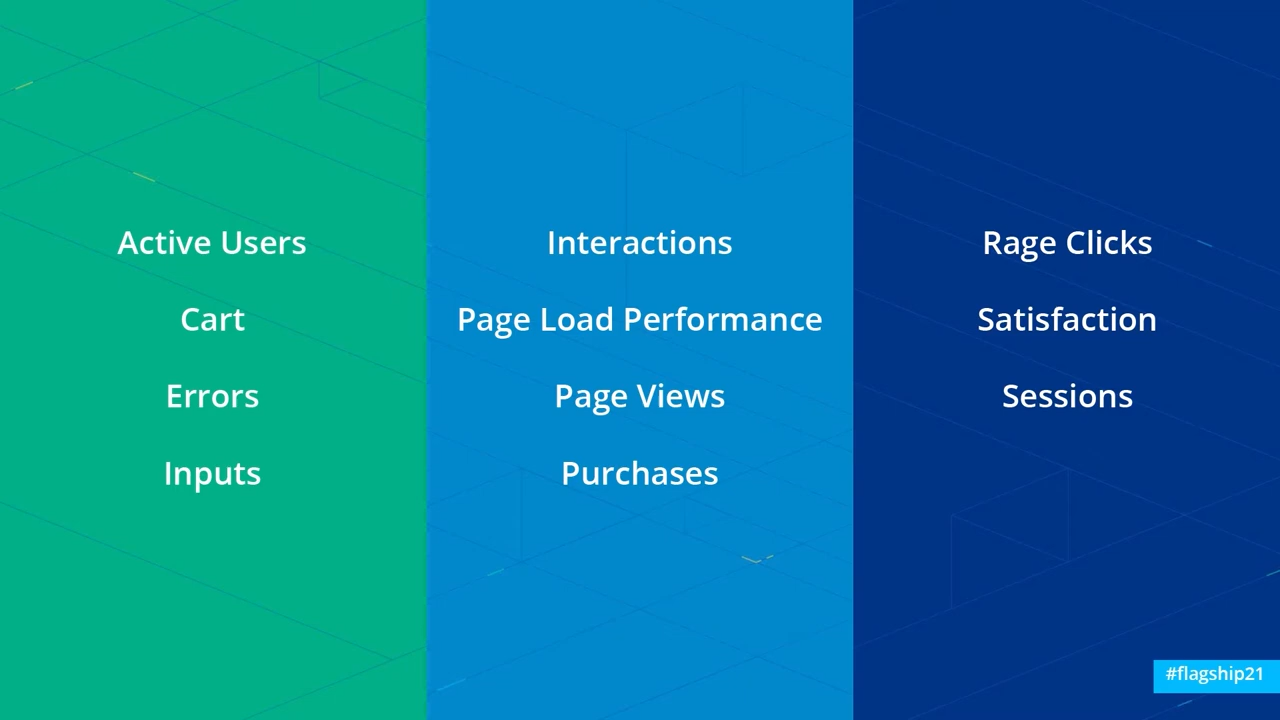 Active Users
Cart
Errors
Inputs
Interactions
Page Load Performance
Page Views
Purchases
Rage Clicks
Satisfaction
Sessions
#flagship21